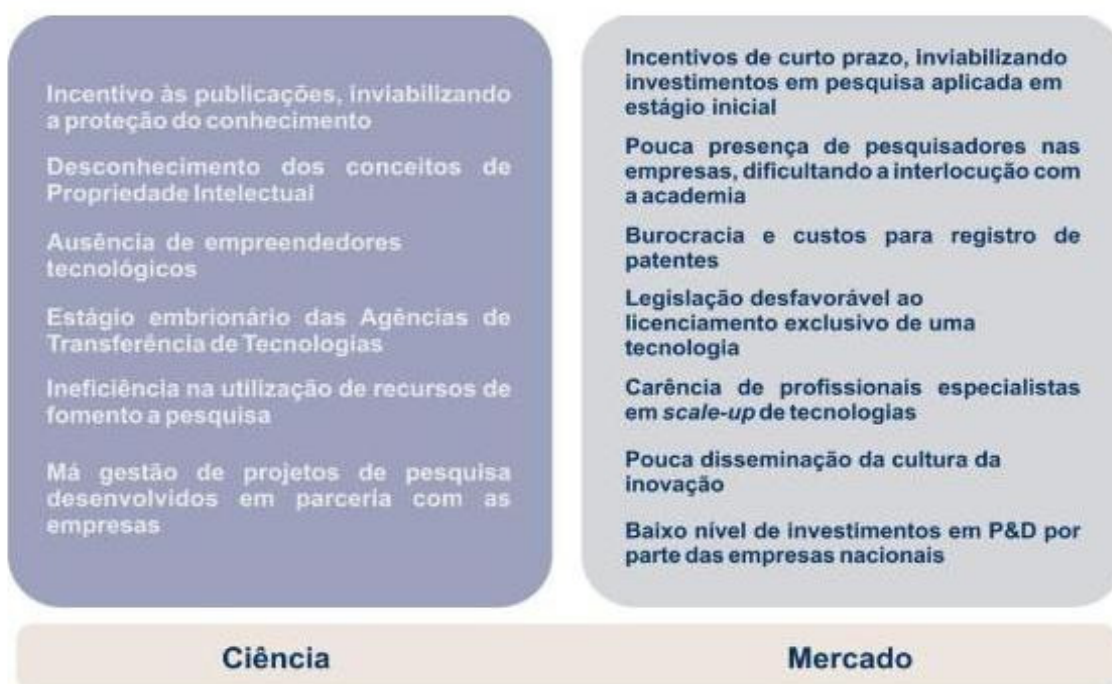 Incentivo às publicações, inviabilizando
a proteção do conhecimento
Desconhecimento dos conceitos de
Propriedade Intelectual
Ausência de empreendedores
tecnológicos
Estágio embrionário das Agências de
Transferência de Tecnologias
Ineficiência na utilização de recursos de
fomento a pesquisa
Má gestão de projetos de pesquisa
desenvolvidos em parceria com as
empresas
Incentivos de curto prazo, inviabilizando
investimentos em pesquisa aplicada em
estágio inicial
Pouca presença de pesquisadores nas
empresas, dificultando a interlocução com
a academia
Burocracia e custos para registro de
patentes
Legislação desfavorável ao
licenciamento exclusivo de uma
tecnologia
Carência de profissionais especialistas
em scale-up de tecnologias
Pouca disseminação da cultura da
inovação
Baixo nível de investimentos em P&D por
parte das empresas nacionais
Ciência
Mercado